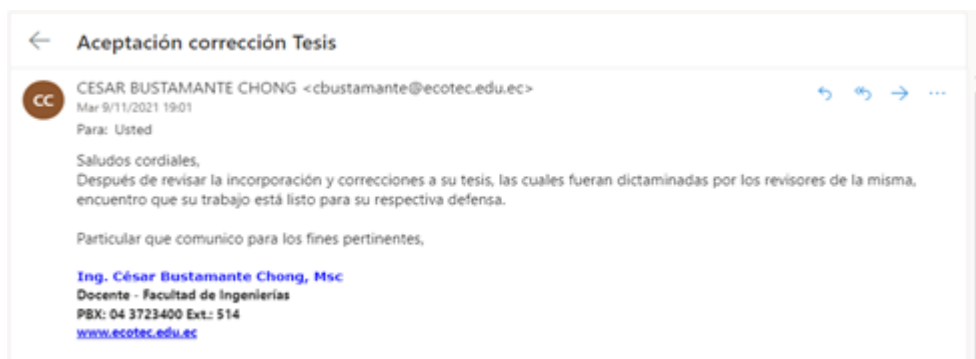 Aceptación corrección Tesis
CC
CESAR BUSTAMANTE CHONG <cbustamante@ecotec.edu.ec>
Mar 9/11/2021 19:01
Para: Usted
Saludos cordiales,
Después de revisar la incorporación y correcciones a su tesis, las cuales fueran dictaminadas por los revisores de la misma,
encuentro que su trabajo está listo para su respectiva defensa.
Particular que comunico para los fines pertinentes,
Ing. César Bustamante Chong, Msc
Docente - Facultad de Ingenierías
PBX: 04 3723400 Ext.: 514
www.ecotec.edu.ec